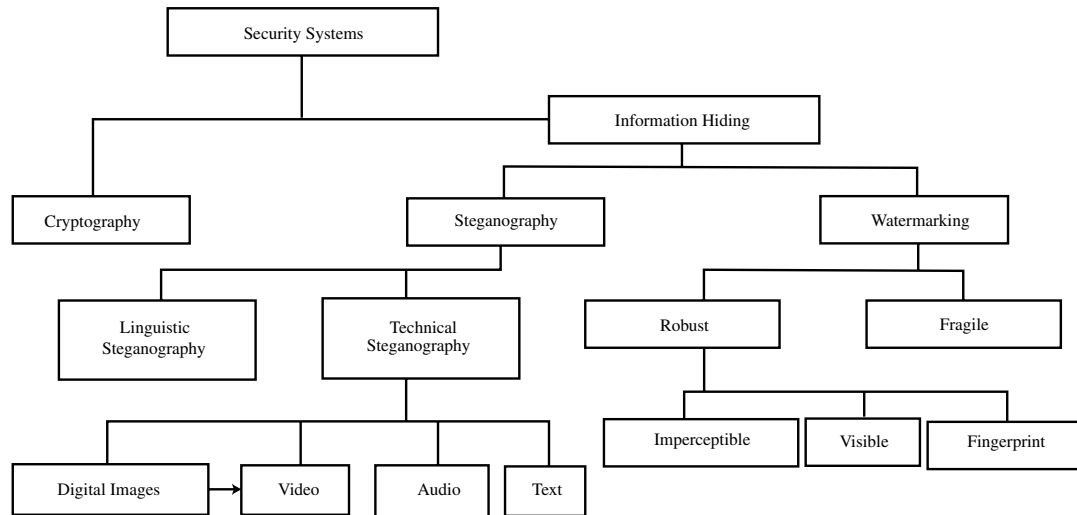 Security Systems
Information Hiding
Cryptography
Steganography
Watermarking
Linguistic
Steganography
Technical
Steganography
Robust
Fragile
Imperceptible
Visible
Fingerprint
Digital Images
Video
Audio
Text